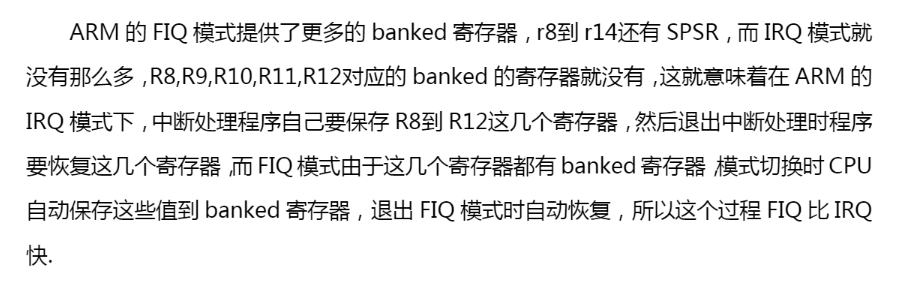 ARM 的 FIQ 模式提供了更多的 banked 寄存器，r8到 r14还有 SPSR，而 IRQ 模式就
没有那么多，R8,R9,R10,R11,R12对应的 banked 的寄存器就没有，这就意味着在 ARM 的
IRQ 模式下，中断处理程序自己要保存 R8到 R12这几个寄存器，然后退出中断处理时程序
要恢复这几个寄存器，而 FIQ 模式由于这几个寄存器都有 banked 寄存器，模式切换时 CPU
自动保存这些值到 banked 寄存器，退出 FIQ 模式时自动恢复，所以这个过程 FIQ 比 IRQ
快.